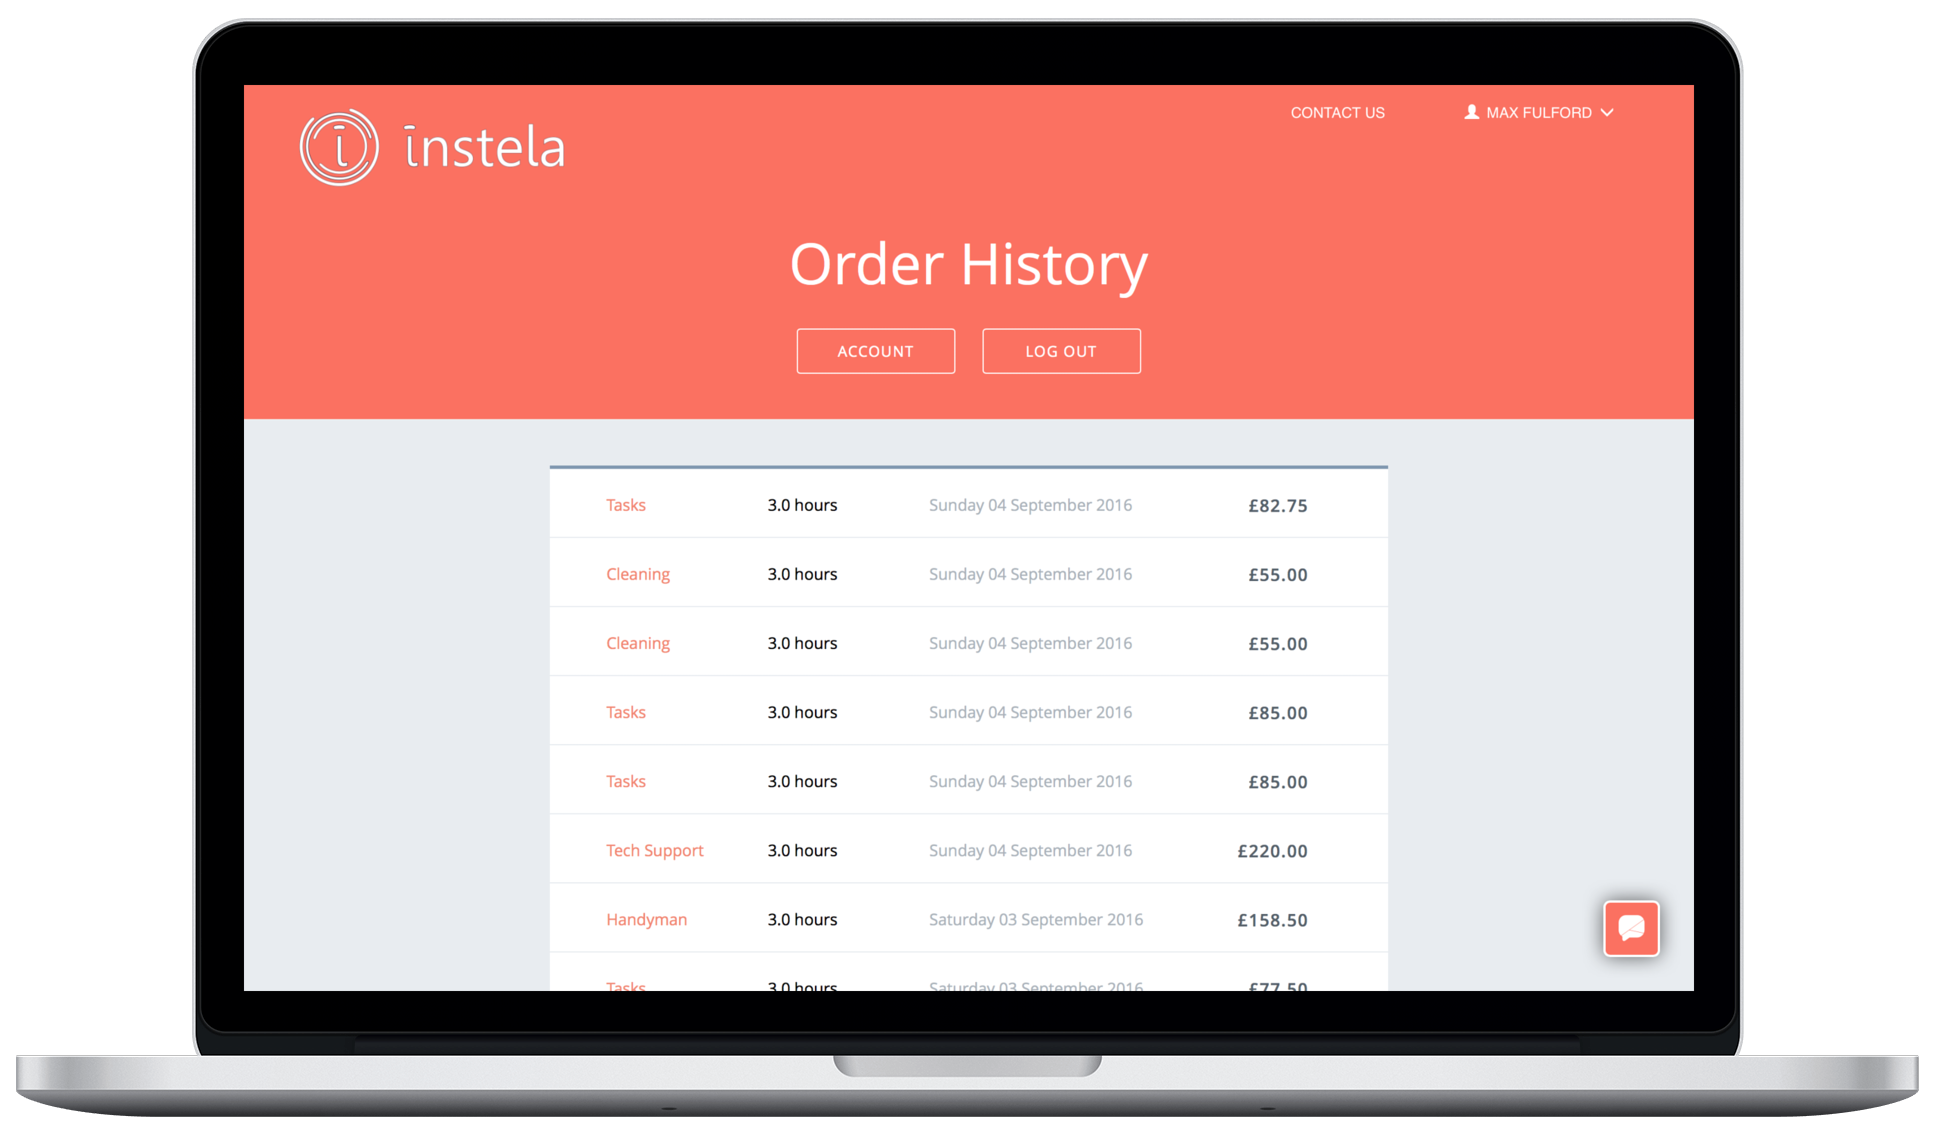 instela
CONTACT US
MAX FULFORD
Order History
ACCOUNT
LOG OUT
Tasks 3.0 hours Sunday 04 September 2016 £82.75
Cleaning 3.0 hours Sunday 04 September 2016 £55.00
Cleaning 3.0 hours Sunday 04 September 2016 £55.00
Tasks 3.0 hours Sunday 04 September 2016 £85.00
Tasks 3.0 hours Sunday 04 September 2016 £85.00
Tech Support 3.0 hours Sunday 04 September 2016 £220.00
Handyman 3.0 hours Saturday 03 September 2016 £158.50
Tasks 3.0 hours Saturday 03 September 2016 £77.50